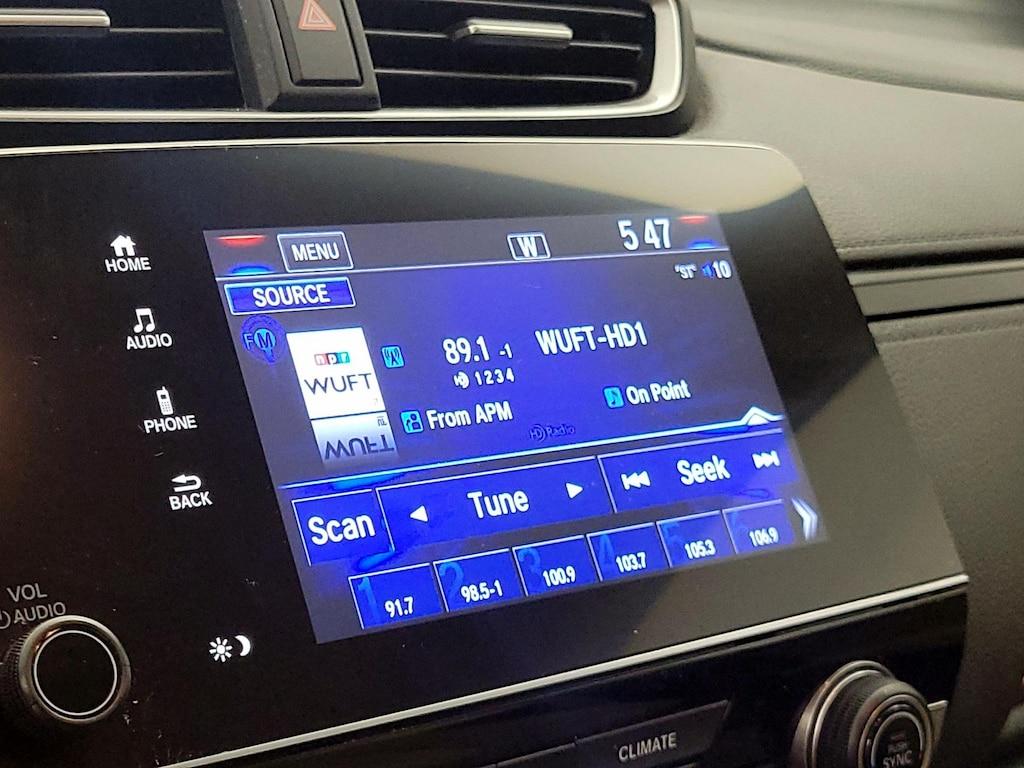 MENU
W
5 47
HOME
SOURCE
"ST" 10
FM
AUDIO
npr
WUFT
89.1 -1
WUFT-HD1
HD 1 2 3 4
On Point
From APM
HD Radio
PHONE
BACK
Scan
Tune
Seek
1 91.7
2 98.5-1
3 100.9
4 103.7
5 105.3
6 106.9
VOL
AUDIO
CLIMATE
PUSH
SYNC